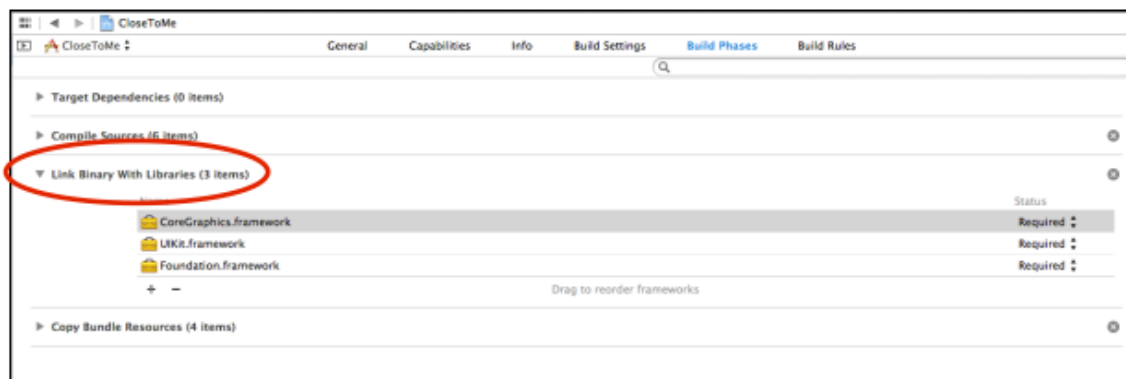 CloseToMe
CloseToMe General Capabilities Info Build Settings Build Phases Build Rules
Target Dependencies (0 items)
Compile Sources (6 items)
Link Binary With Libraries (3 items)
Name Status
CoreGraphics.framework Required
UIKit.framework Required
Foundation.framework Required
+ − Drag to reorder frameworks
Copy Bundle Resources (4 items)